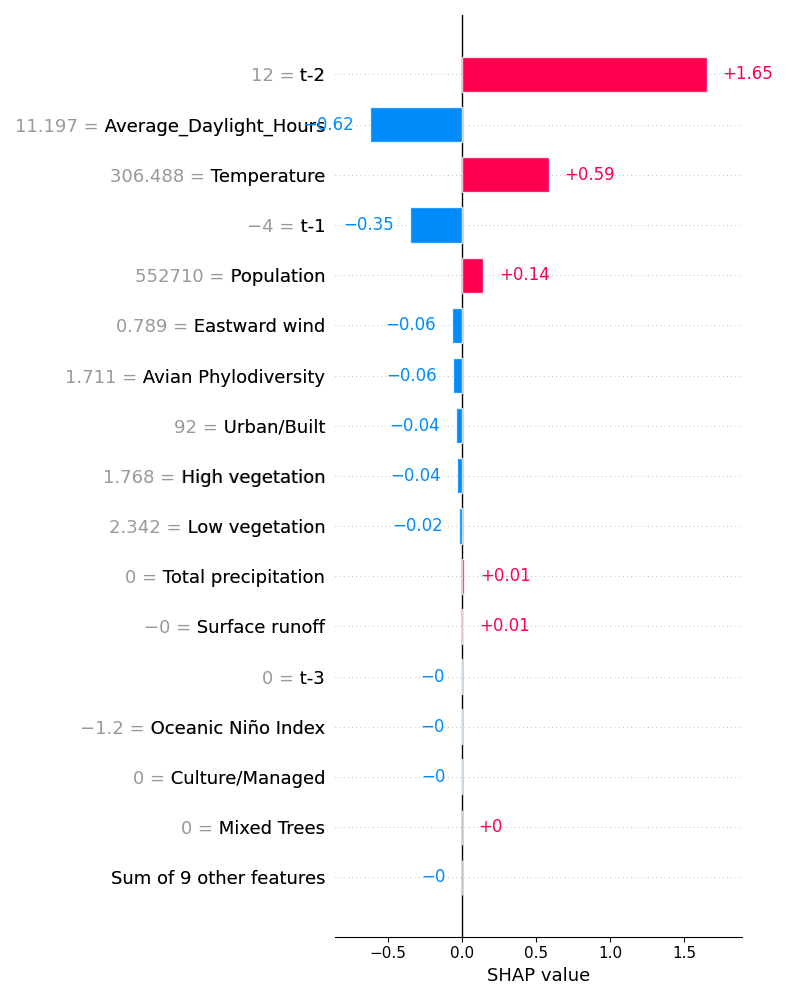 12 = t-2 +1.65
11.197 = Average_Daylight_Hours −0.62
306.488 = Temperature +0.59
−4 = t-1 −0.35
552710 = Population +0.14
0.789 = Eastward wind −0.06
1.711 = Avian Phylodiversity −0.06
92 = Urban/Built −0.04
1.768 = High vegetation −0.04
2.342 = Low vegetation −0.02
0 = Total precipitation +0.01
−0 = Surface runoff +0.01
0 = t-3 −0
−1.2 = Oceanic Niño Index −0
0 = Culture/Managed −0
0 = Mixed Trees +0
Sum of 9 other features −0
−0.5 0.0 0.5 1.0 1.5
SHAP value